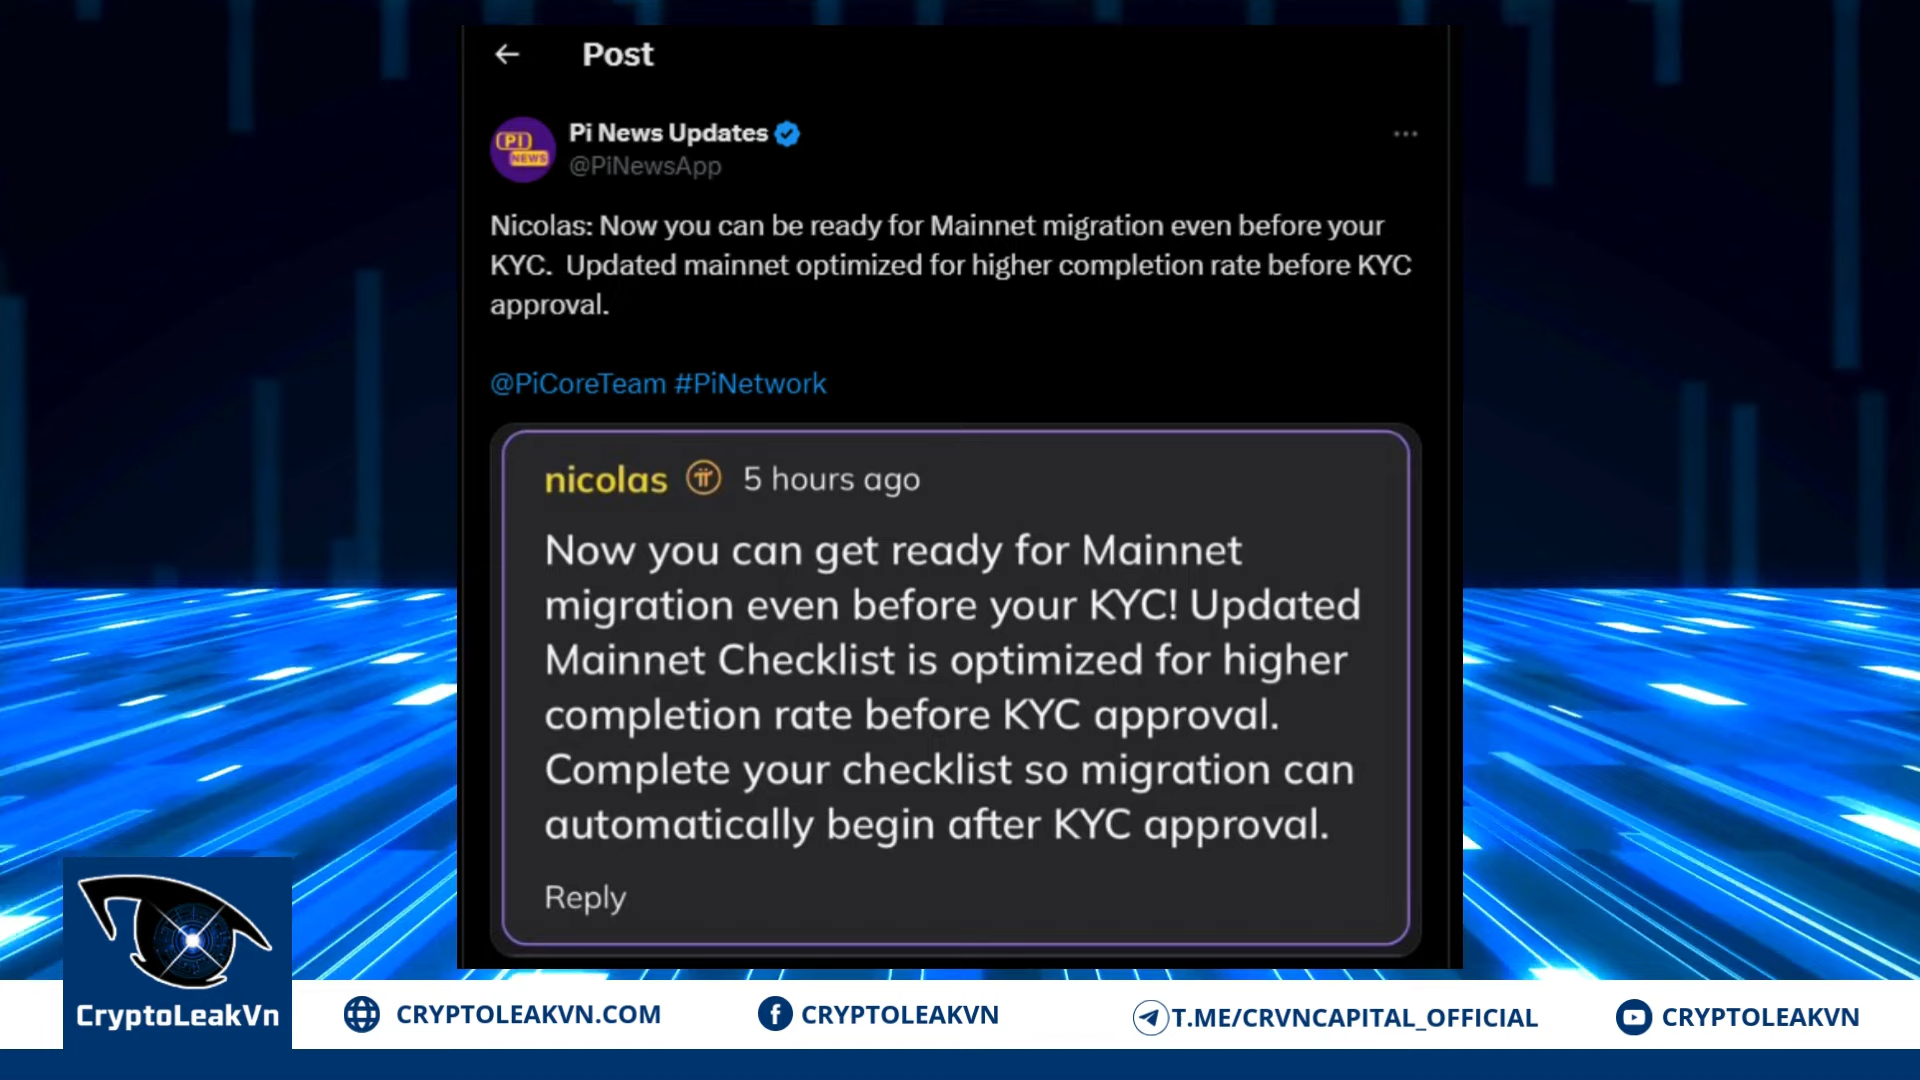 Post
PI
NEWS
Pi News Updates
@PiNewsApp
Nicolas: Now you can be ready for Mainnet migration even before your
KYC.  Updated mainnet optimized for higher completion rate before KYC
approval.
@PiCoreTeam #PiNetwork
nicolas 5 hours ago
Now you can get ready for Mainnet
migration even before your KYC! Updated
Mainnet Checklist is optimized for higher
completion rate before KYC approval.
Complete your checklist so migration can
automatically begin after KYC approval.
Reply
CryptoLeakVn
CRYPTOLEAKVN.COM
CRYPTOLEAKVN
T.ME/CRVNCAPITAL_OFFICIAL
CRYPTOLEAKVN